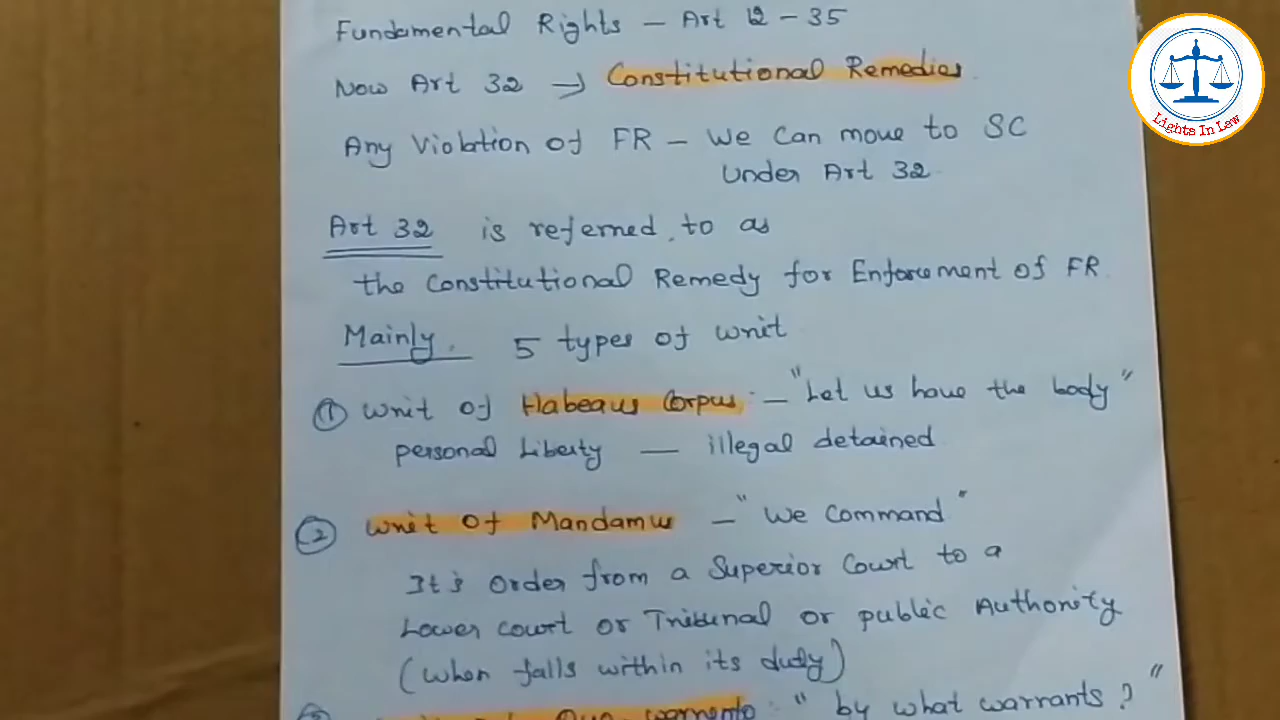 Fundamental Rights - Art 12 - 35
Now Art 32 → Constitutional Remedies
Any Violation of FR - We Can move to SC
Under Art 32
Art 32 is referred to as
the Constitutional Remedy for Enforcement of FR
Mainly. 5 types of writ
① Writ of Habeaus Corpus - "Let us have the body"
personal Liberty - illegal detained
② Writ of Mandamus - "We Command"
It is Order from a Superior Court to a
Lower Court or Tribunal or public Authority
(when falls within its duty)
③ Quo warrento "by what warrants?"
Lights In Law